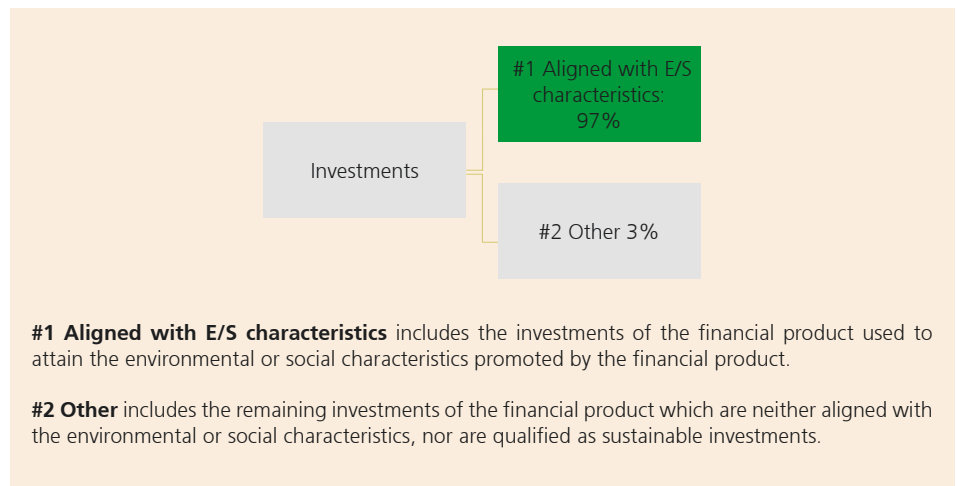 #1 Aligned with E/S
characteristics:
97%
Investments
#2 Other 3%
#1 Aligned with E/S characteristics includes the investments of the financial product used to
attain the environmental or social characteristics promoted by the financial product.
#2 Other includes the remaining investments of the financial product which are neither aligned with
the environmental or social characteristics, nor are qualified as sustainable investments.